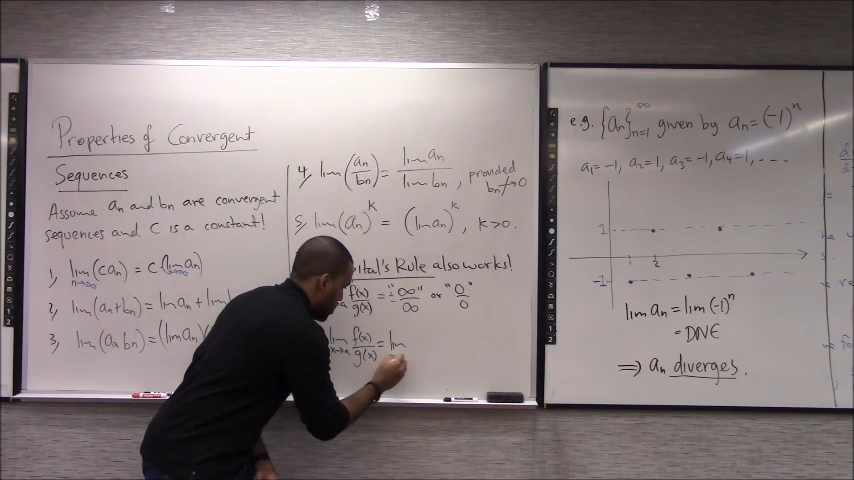 Properties of Convergent
Sequences
Assume an and bn are convergent
sequences and C is a constant!
1, lim n→∞ (C an) = C (lim n→∞ an)
2, lim (an + bn) = lim an + lim
3, lim (an bn) = (lim an)
4, lim (an/bn) = lim an / lim bn , provided bn ↛ 0
5, lim (an)^K = (lim an)^K , K > 0.
pital's Rule also works!
f(x)/g(x) = "± ∞/∞" or "0/0"
lim x→a f(x)/g(x) = lim
e.g. {an}∞ n=1 given by an = (-1)^n
a1 = -1, a2 = 1, a3 = -1, a4 = 1, ....
1
1 2
-1
lim an = lim (-1)^n
= DNE
⟹ an diverges.